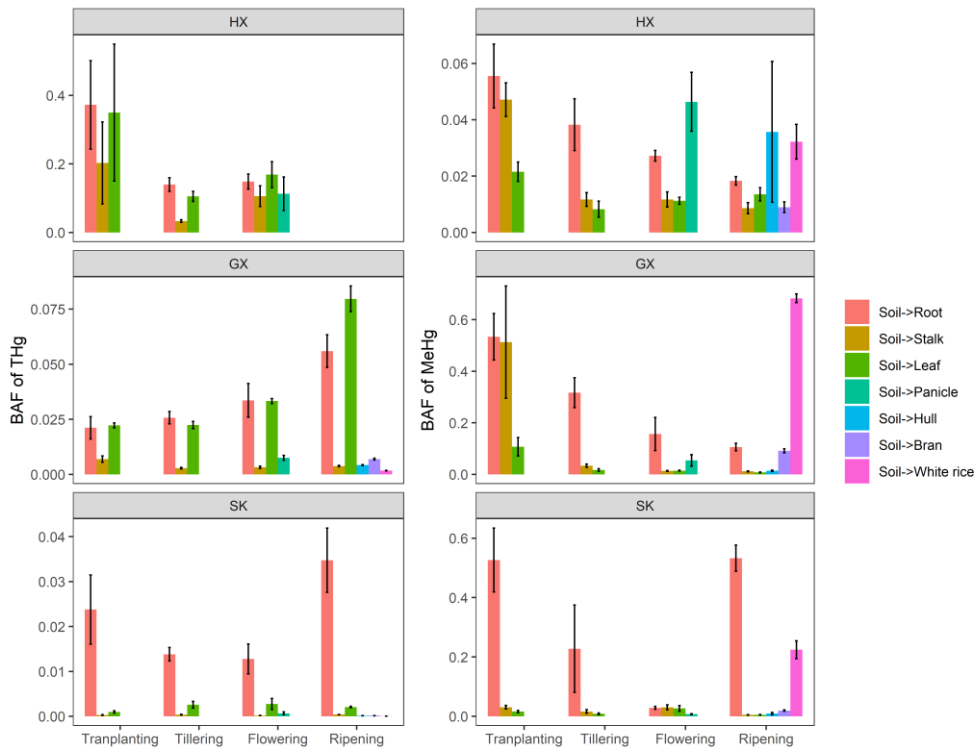 HX
HX
0.4
0.2
0.0
0.06
0.04
0.02
0.00
GX
GX
BAF of THg
0.075
0.050
0.025
0.000
BAF of MeHg
0.6
0.4
0.2
0.0
SK
SK
0.04
0.03
0.02
0.01
0.00
0.6
0.4
0.2
0.0
Tranplanting Tillering Flowering Ripening
Tranplanting Tillering Flowering Ripening
Soil->Root
Soil->Stalk
Soil->Leaf
Soil->Panicle
Soil->Hull
Soil->Bran
Soil->White rice